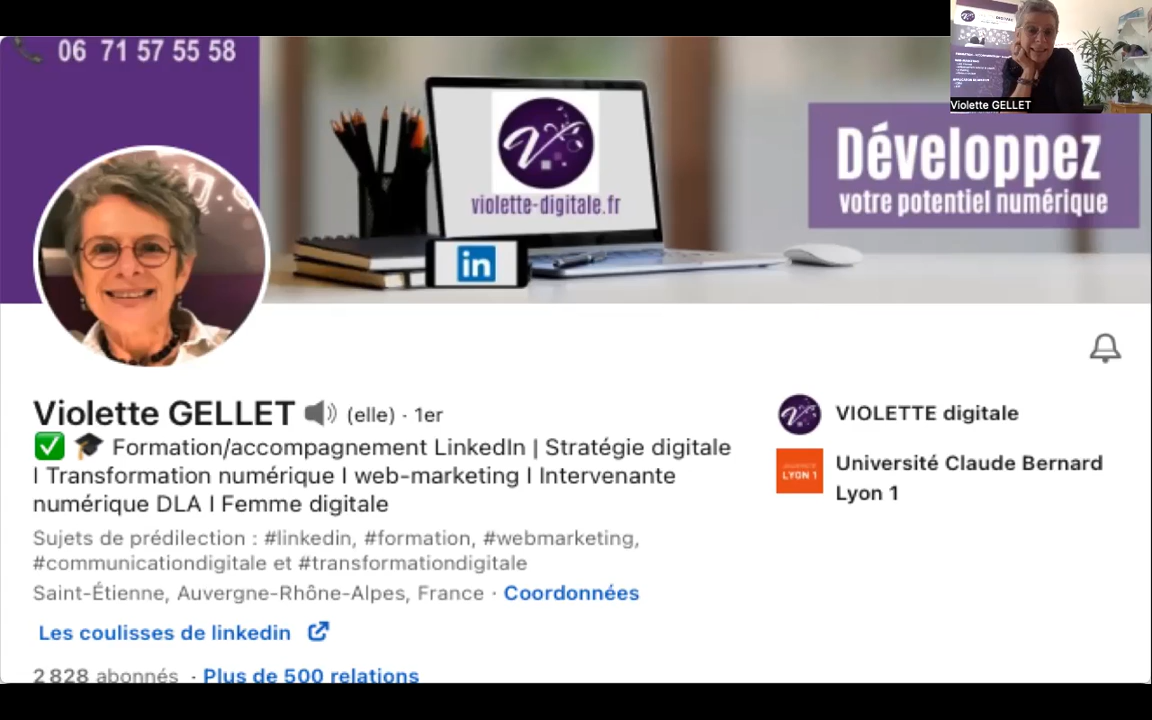 06 71 57 55 58
Violette GELLET
violette-digitale.fr
in
Développez
votre potentiel numérique
Violette GELLET (elle) · 1er
✅ 🎓 Formation/accompagnement LinkedIn | Stratégie digitale
I Transformation numérique I web-marketing I Intervenante
numérique DLA I Femme digitale
Sujets de prédilection : #linkedin, #formation, #webmarketing,
#communicationdigitale et #transformationdigitale
Saint-Étienne, Auvergne-Rhône-Alpes, France · Coordonnées
Les coulisses de linkedin
2 828 abonnés · Plus de 500 relations
VIOLETTE digitale
LYON 1
Université Claude Bernard
Lyon 1